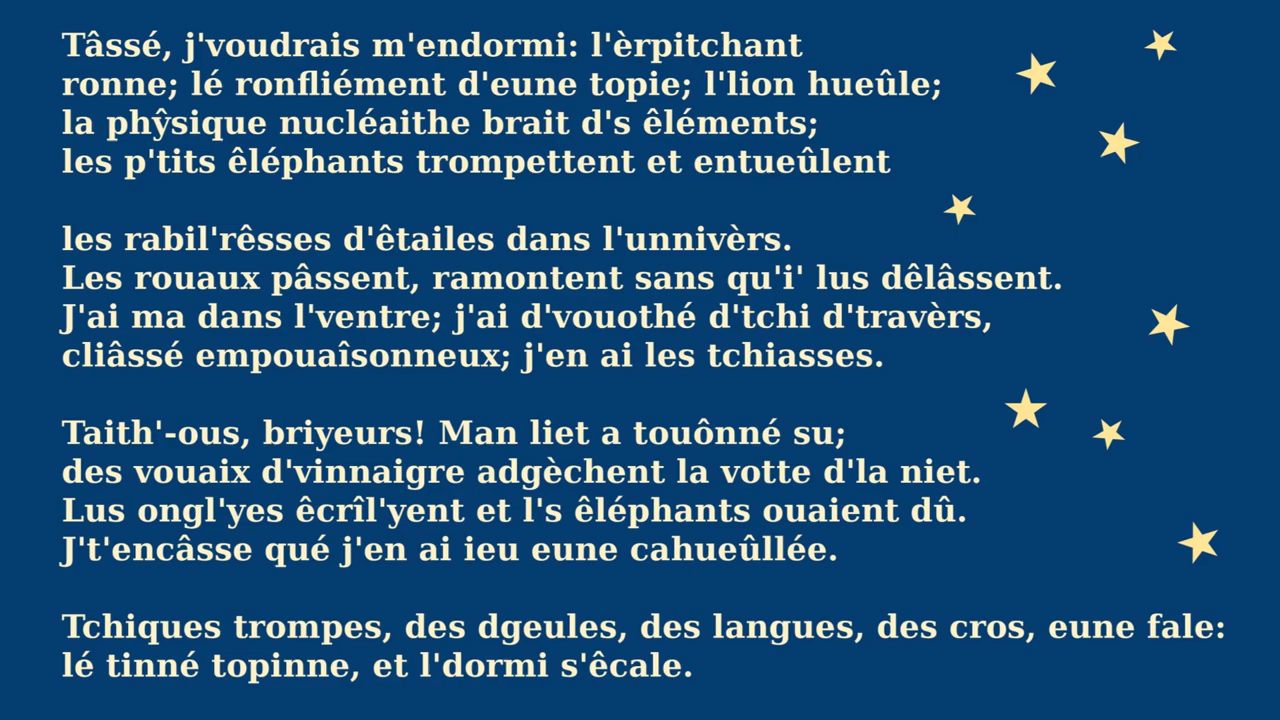 Tâssé, j'voudrais m'endormi: l'èrpitchant
ronne; lé ronfliément d'eune topie; l'lion hueûle;
la phŷsique nucléaithe brait d's êléments;
les p'tits êléphants trompettent et entueûlent
les rabil'rêsses d'êtailes dans l'unnivèrs.
Les rouaux pâssent, ramontent sans qu'i' lus dêlâssent.
J'ai ma dans l'ventre; j'ai d'vouothé d'tchi d'travèrs,
cliâssé empouaîsonneux; j'en ai les tchiasses.
Taith'-ous, briyeurs! Man liet a touônné su;
des vouaix d'vinnaigre adgèchent la votte d'la niet.
Lus ongl'yes êcrîl'yent et l's êléphants ouaient dû.
J't'encâsse qué j'en ai ieu eune cahueûllée.
Tchiques trompes, des dgeules, des langues, des cros, eune fale:
lé tinné topinne, et l'dormi s'êcale.